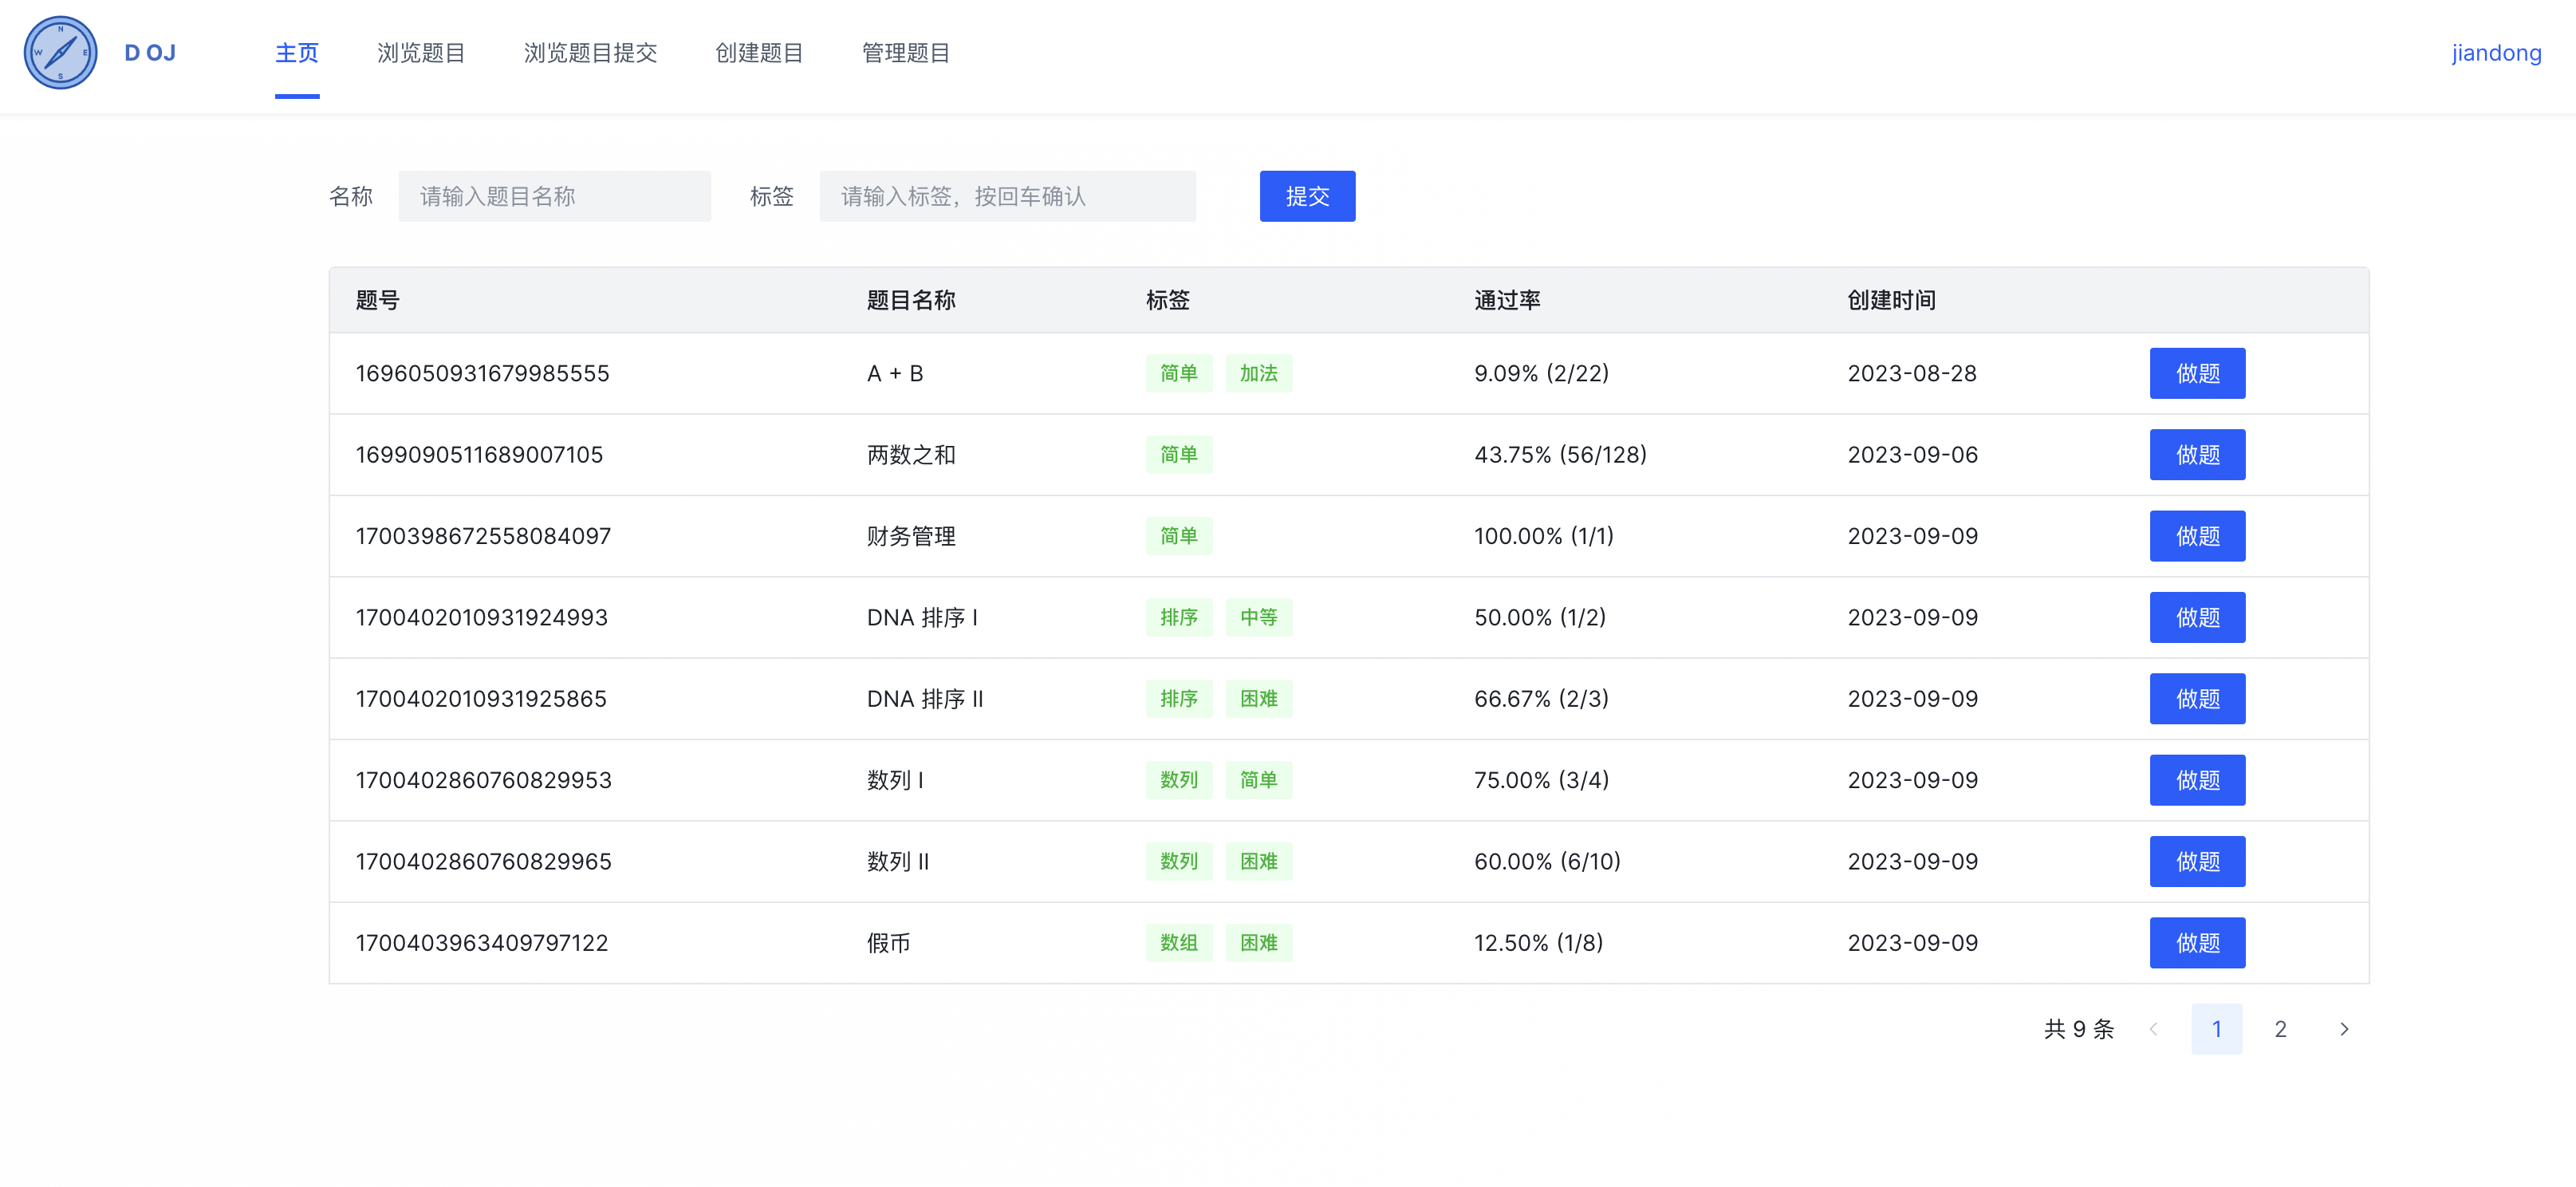 N
W E
S
D OJ 主页 浏览题目 浏览题目提交 创建题目 管理题目 jiandong
名称 请输入题目名称 标签 请输入标签，按回车确认 提交
题号 题目名称 标签 通过率 创建时间
1696050931679985555 A + B 简单 加法 9.09% (2/22) 2023-08-28 做题
1699090511689007105 两数之和 简单 43.75% (56/128) 2023-09-06 做题
1700398672558084097 财务管理 简单 100.00% (1/1) 2023-09-09 做题
1700402010931924993 DNA 排序 I 排序 中等 50.00% (1/2) 2023-09-09 做题
1700402010931925865 DNA 排序 II 排序 困难 66.67% (2/3) 2023-09-09 做题
1700402860760829953 数列 I 数列 简单 75.00% (3/4) 2023-09-09 做题
1700402860760829965 数列 II 数列 困难 60.00% (6/10) 2023-09-09 做题
1700403963409797122 假币 数组 困难 12.50% (1/8) 2023-09-09 做题
共 9 条 1 2